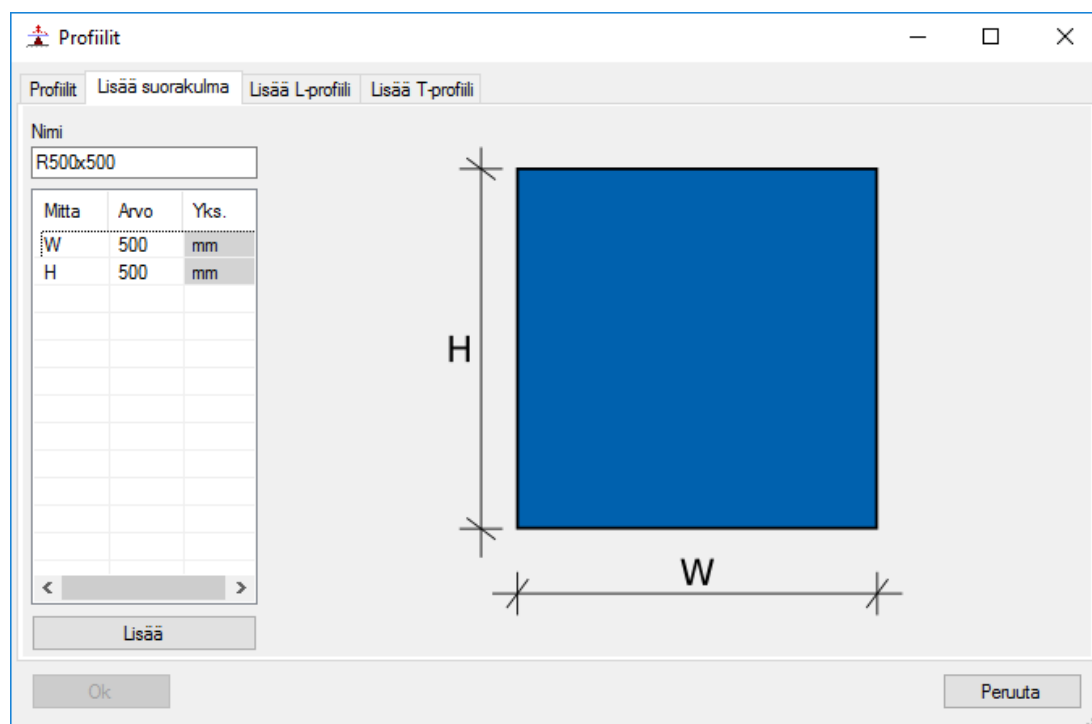 Profiilit
Profiilit Lisää suorakulma Lisää L-profiili Lisää T-profiili
Nimi
R500x500
Mitta Arvo Yks.
W 500 mm
H 500 mm
H
W
Lisää
Ok Peruuta